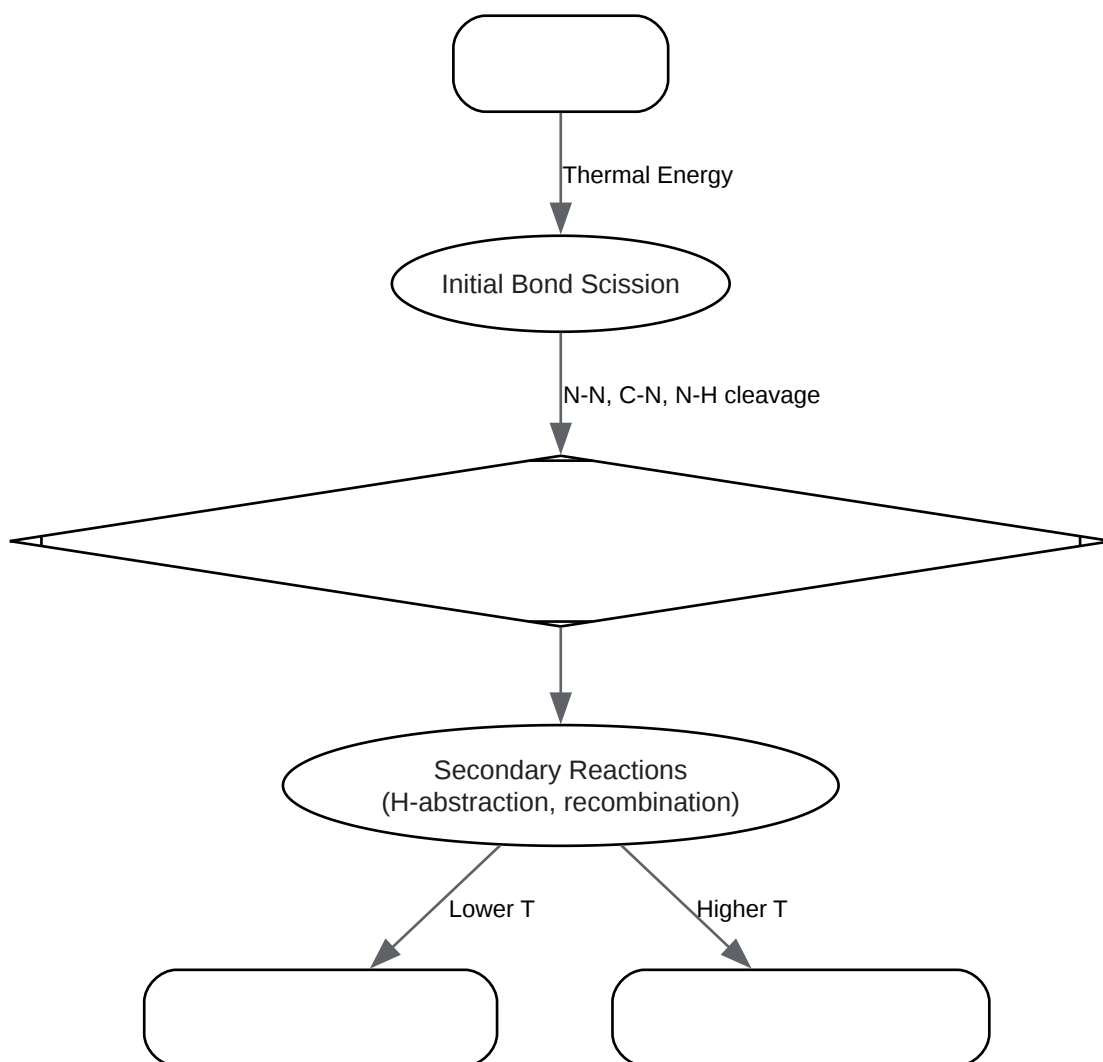 Thermal Energy
Initial Bond Scission
N-N, C-N, N-H cleavage
Secondary Reactions
(H-abstraction, recombination)
Lower T
Higher T